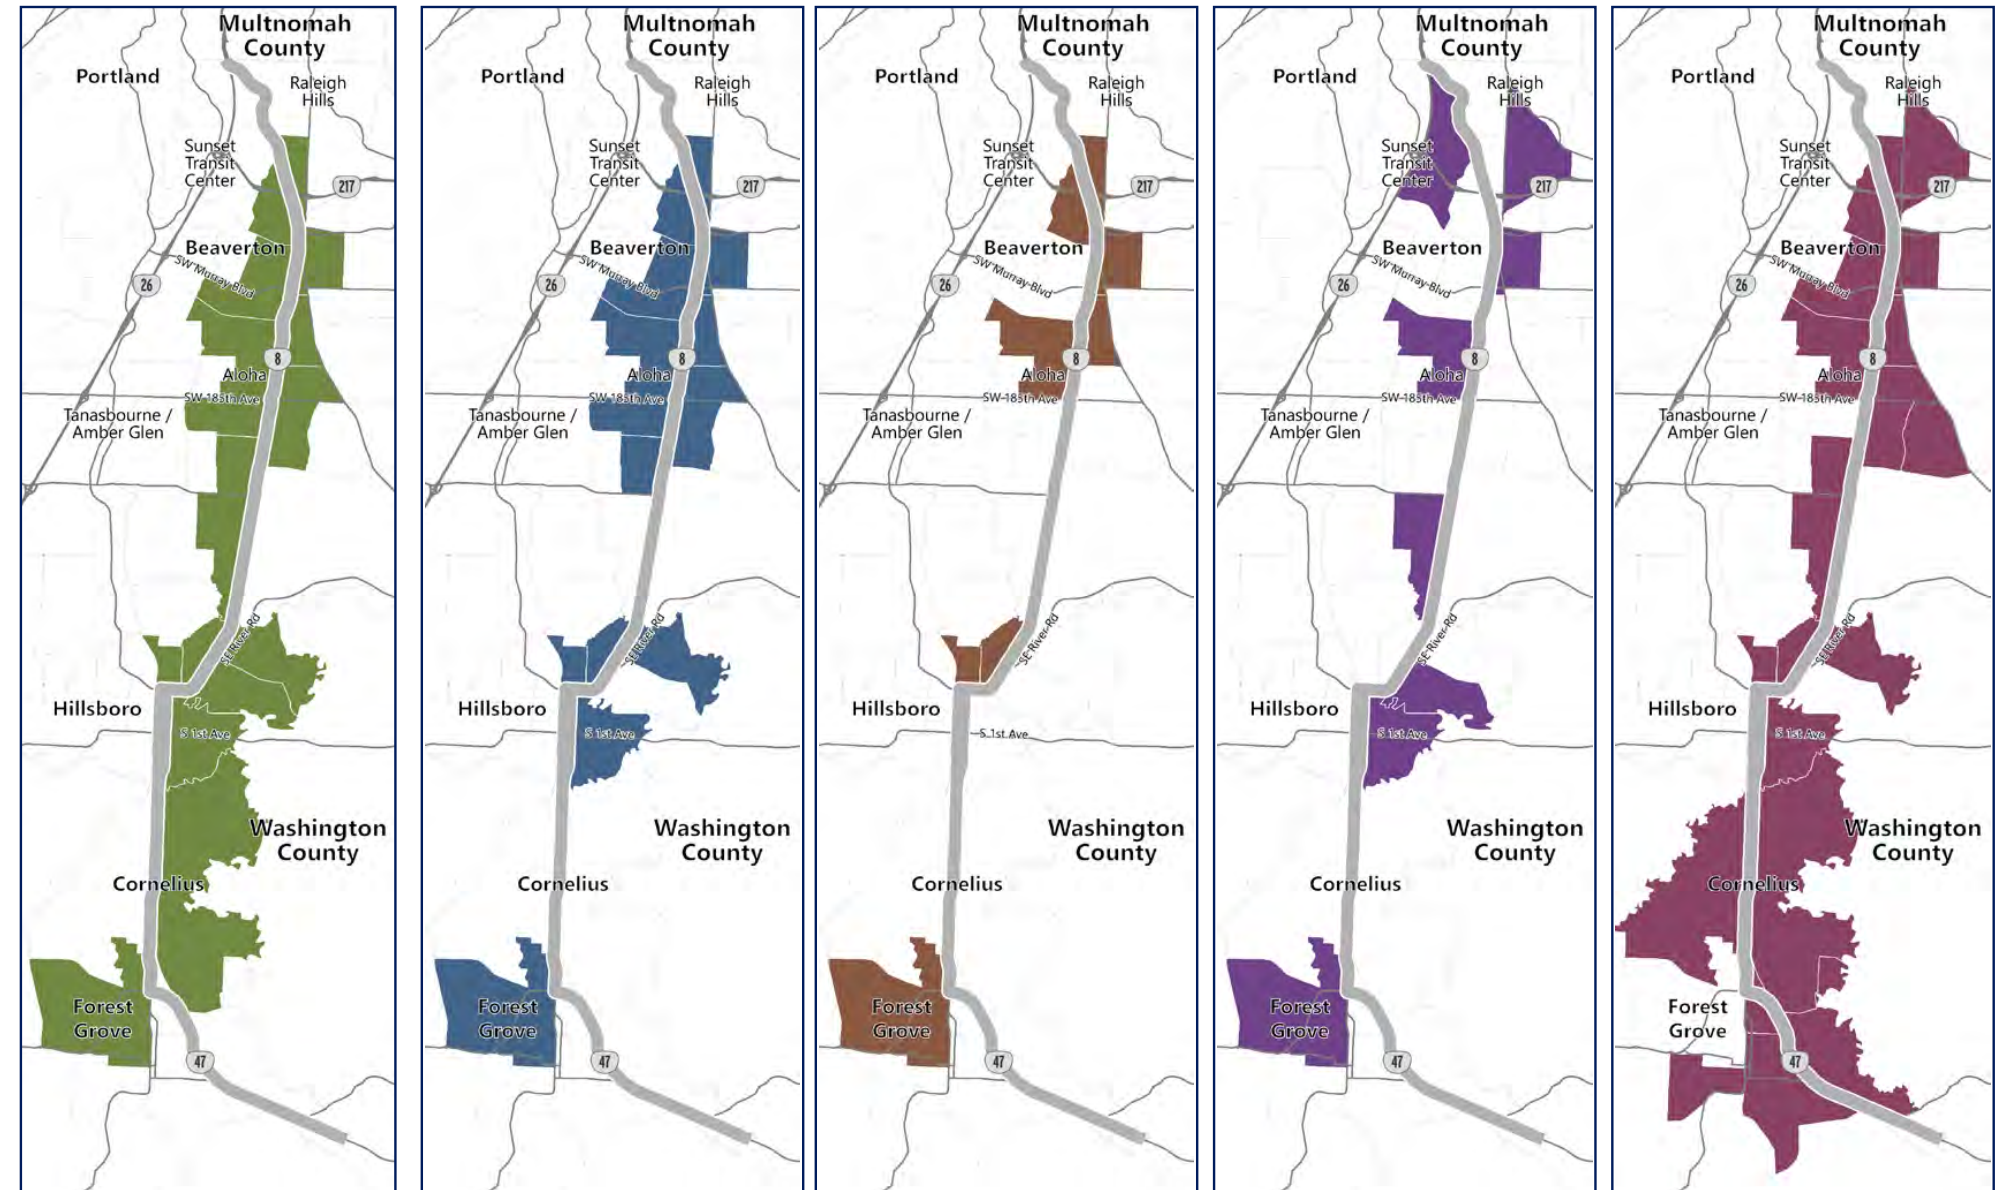 Multnomah
County
Portland
Raleigh
Hills
Sunset
Transit
Center
217
Beaverton
SW Murray Blvd
26
8
Aloha
SW 185th Ave
Tanasbourne /
Amber Glen
SE River Rd
Hillsboro
S 1st Ave
Washington
County
Cornelius
Forest
Grove
47
Multnomah
County
Portland
Raleigh
Hills
Sunset
Transit
Center
217
Beaverton
SW Murray Blvd
26
8
Aloha
SW 185th Ave
Tanasbourne /
Amber Glen
SE River Rd
Hillsboro
S 1st Ave
Washington
County
Cornelius
Forest
Grove
47
Multnomah
County
Portland
Raleigh
Hills
Sunset
Transit
Center
217
Beaverton
SW Murray Blvd
26
8
Aloha
SW 185th Ave
Tanasbourne /
Amber Glen
SE River Rd
Hillsboro
S 1st Ave
Washington
County
Cornelius
Forest
Grove
47
Multnomah
County
Portland
Raleigh
Hills
Sunset
Transit
Center
217
Beaverton
SW Murray Blvd
26
8
Aloha
SW 185th Ave
Tanasbourne /
Amber Glen
SE River Rd
Hillsboro
S 1st Ave
Washington
County
Cornelius
Forest
Grove
47
Multnomah
County
Portland
Raleigh
Hills
Sunset
Transit
Center
217
Beaverton
SW Murray Blvd
26
8
Aloha
SW 185th Ave
Tanasbourne /
Amber Glen
SE River Rd
Hillsboro
S 1st Ave
Washington
County
Cornelius
Forest
Grove
47